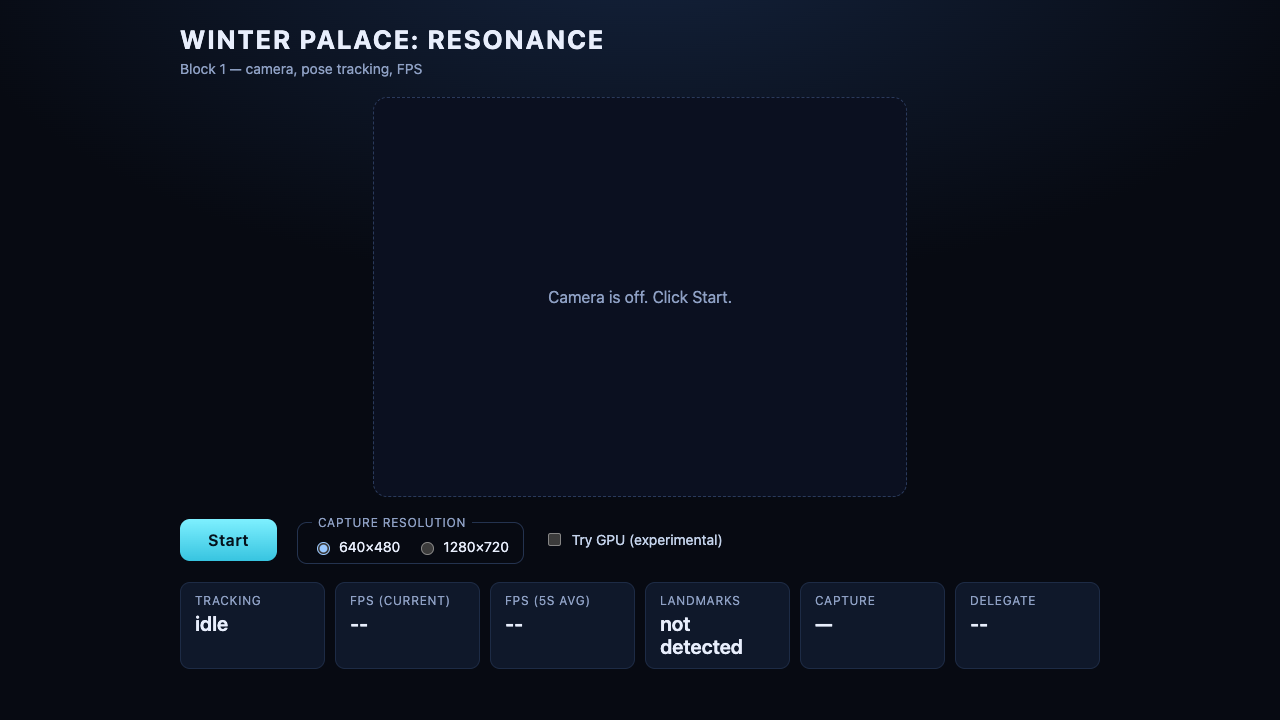 WINTER PALACE: RESONANCE
Block 1 — camera, pose tracking, FPS
Camera is off. Click Start.
Start
CAPTURE RESOLUTION
640×480
1280×720
Try GPU (experimental)
TRACKING
idle
FPS (CURRENT)
--
FPS (5S AVG)
--
LANDMARKS
not
detected
CAPTURE
—
DELEGATE
--